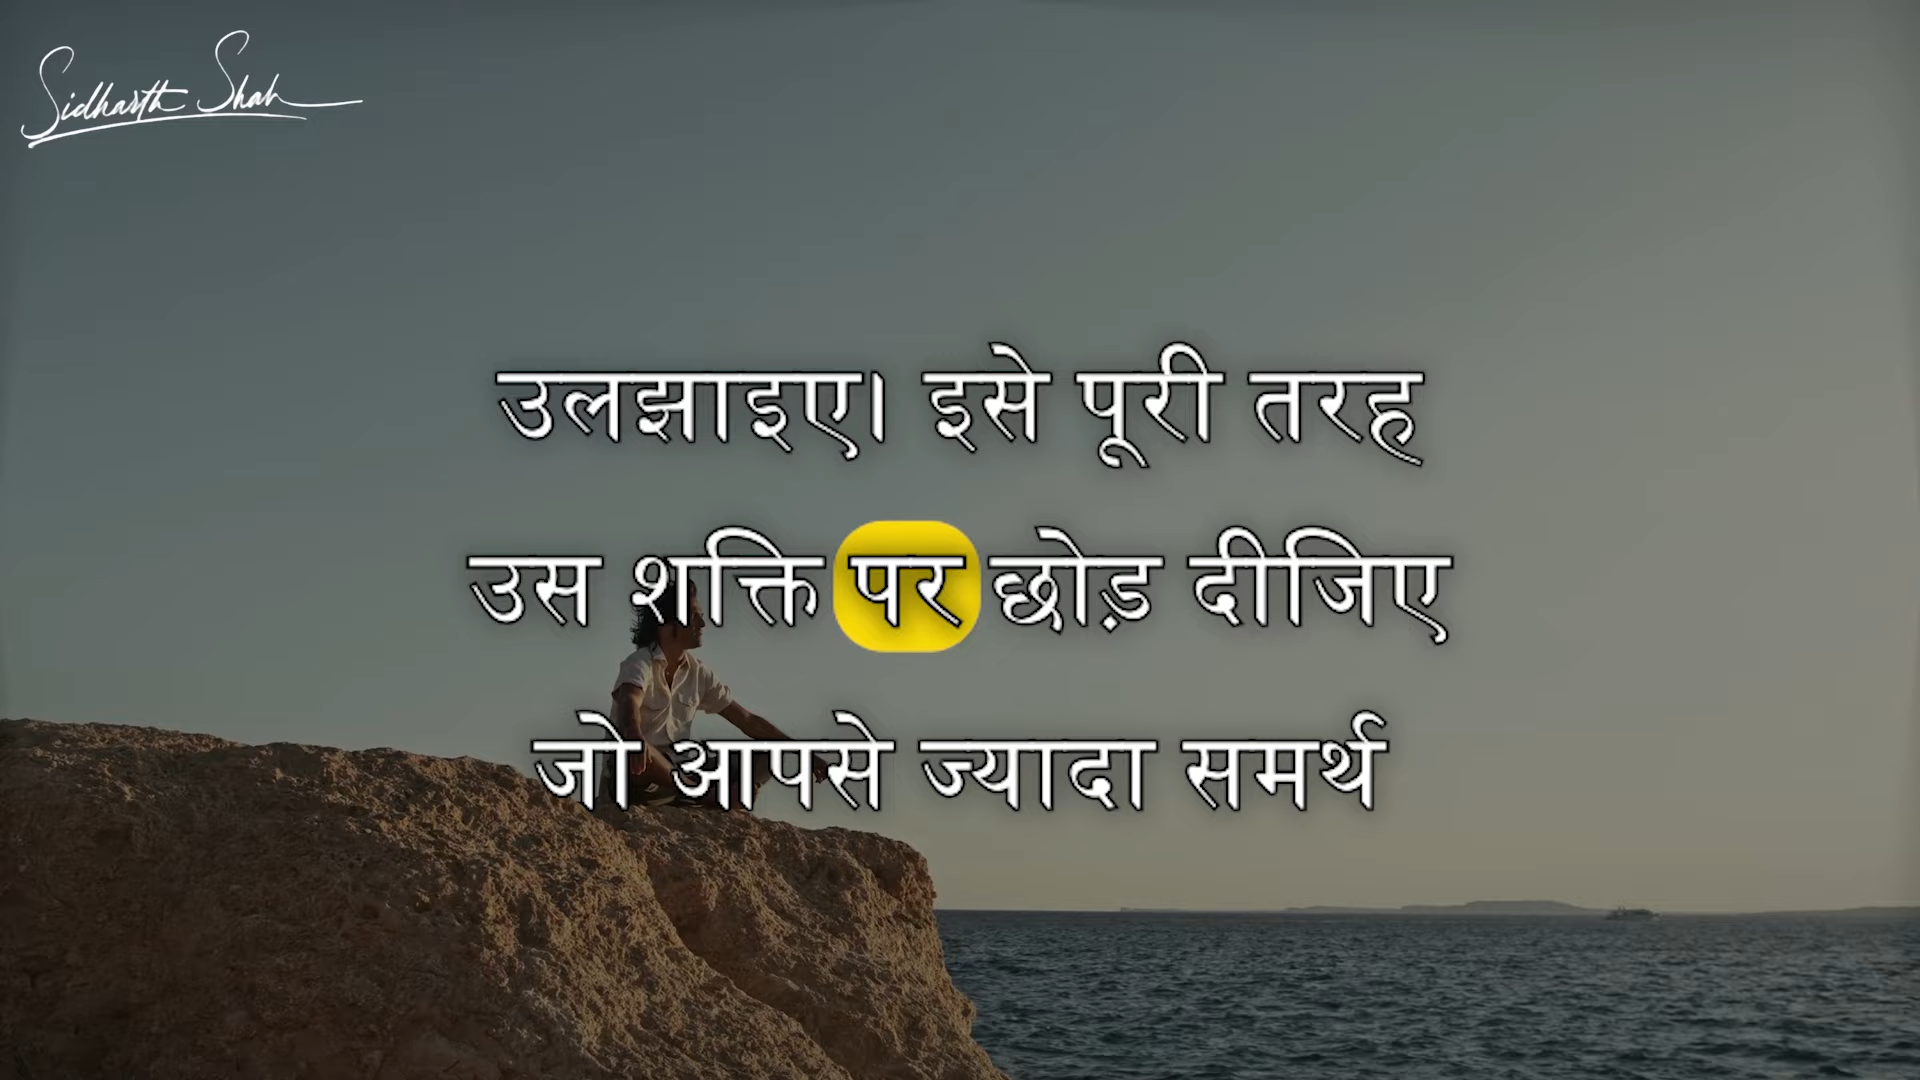 Sidharth Shah
उलझाइए। इसे पूरी तरह
उस शक्ति पर छोड़ दीजिए
जो आपसे ज्यादा समर्थ